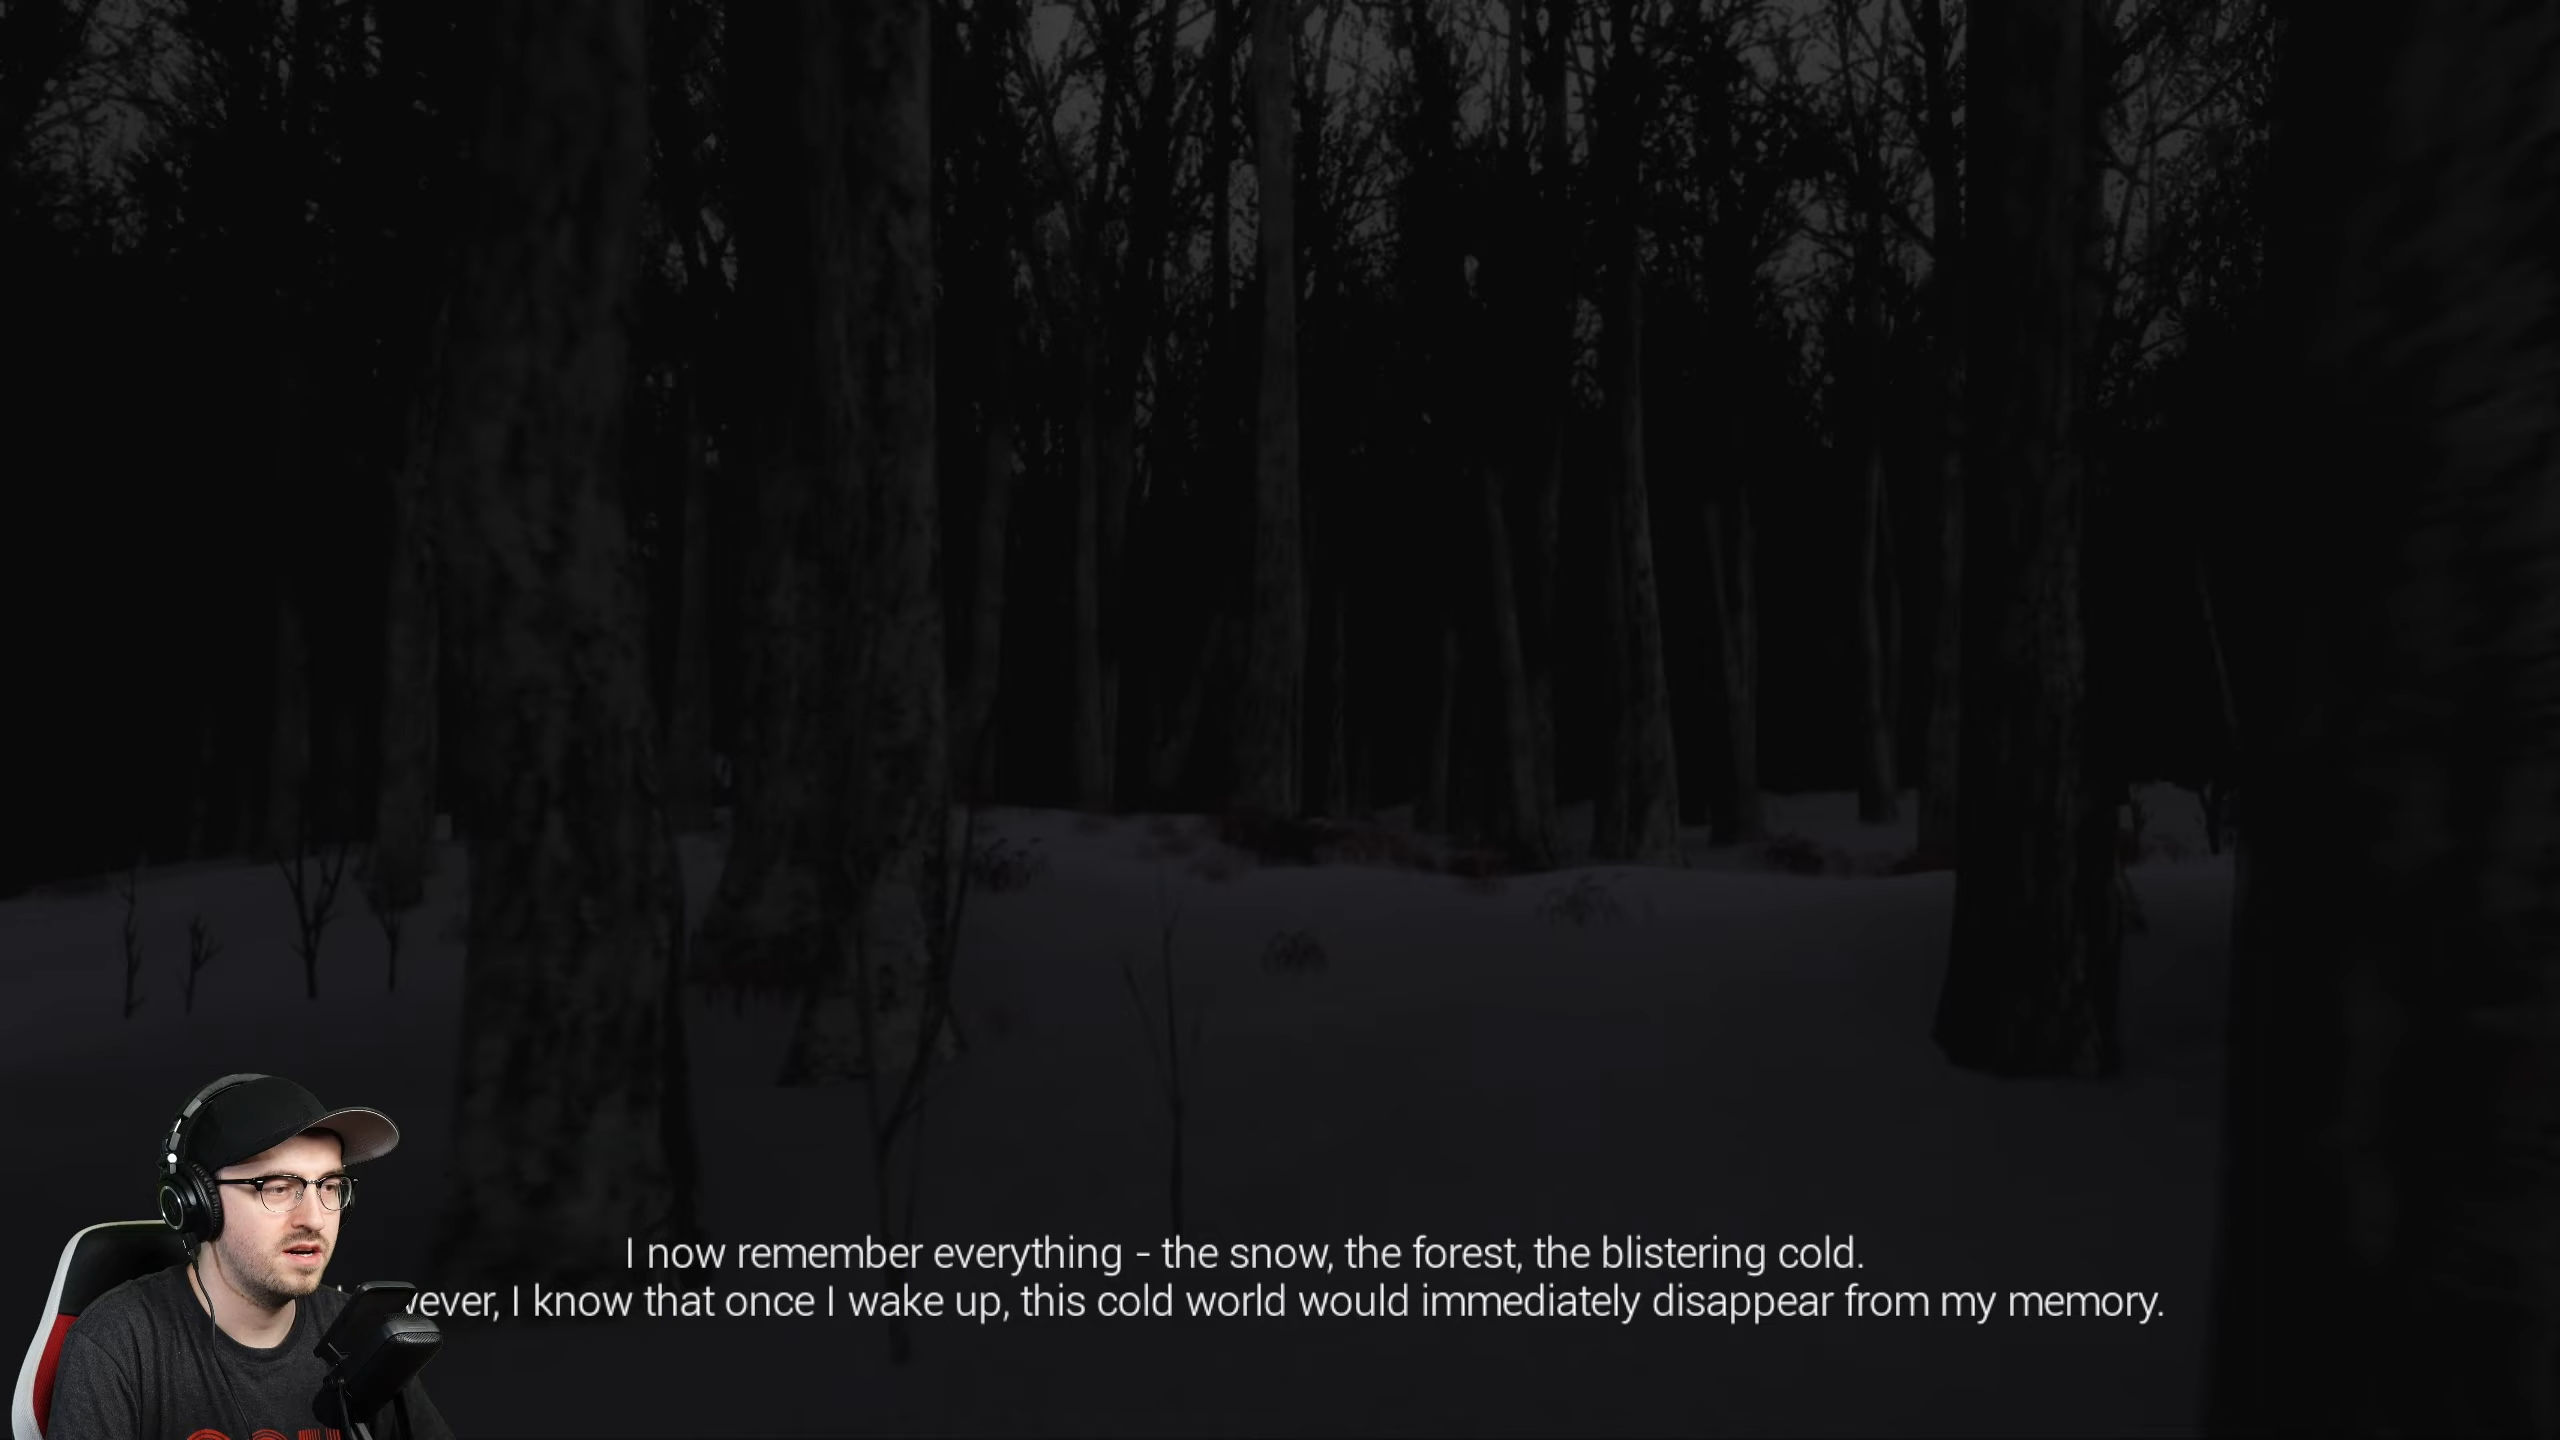 I now remember everything - the snow, the forest, the blistering cold.
I know that once I wake up, this cold world would immediately disappear from my memory.